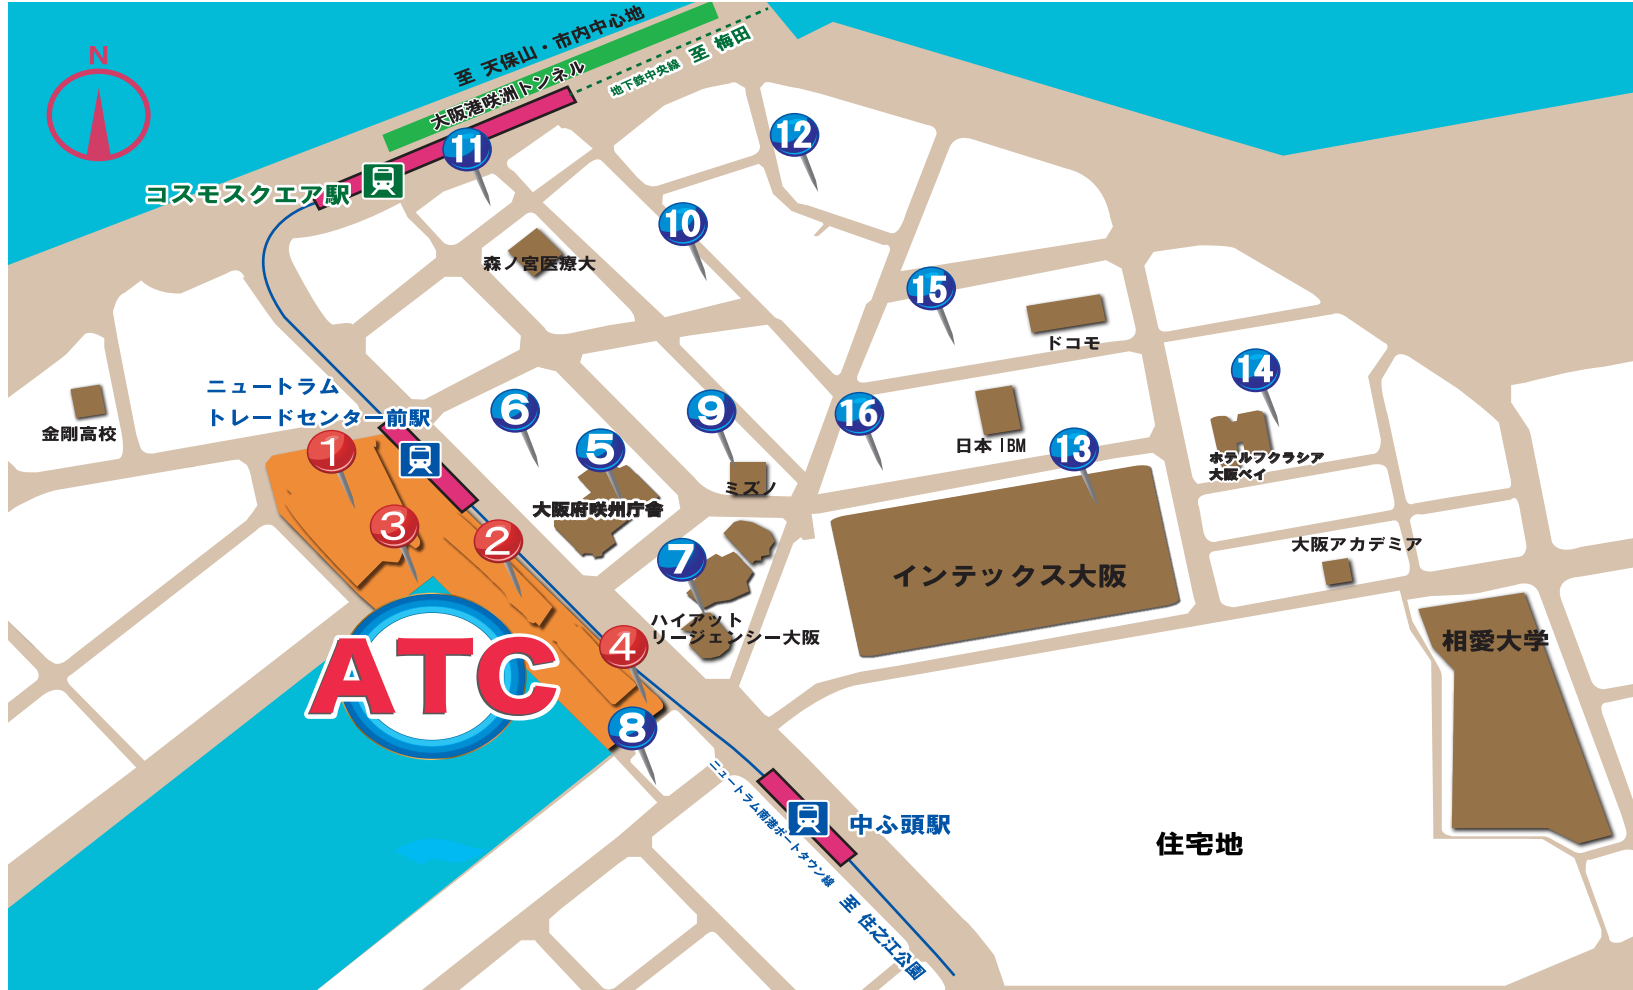 N
至 天保山・市内中心地
大阪港咲洲トンネル
地下鉄中央線 至 梅田
コスモスクエア駅
11
12
10
森ノ宮医療大
15
ドコモ
14
ニュートラム
トレードセンター前駅
金剛高校
6
9
16
日本IBM
13
ホテルフクラシア
大阪ベイ
1
5
ミズノ
大阪府咲州庁舎
3
2
7
大阪アカデミア
インテックス大阪
ハイアット
リージェンシー大阪
4
相愛大学
ATC
8
ニュートラム南港ポートタウン線 至 住之江公園
中ふ頭駅
住宅地